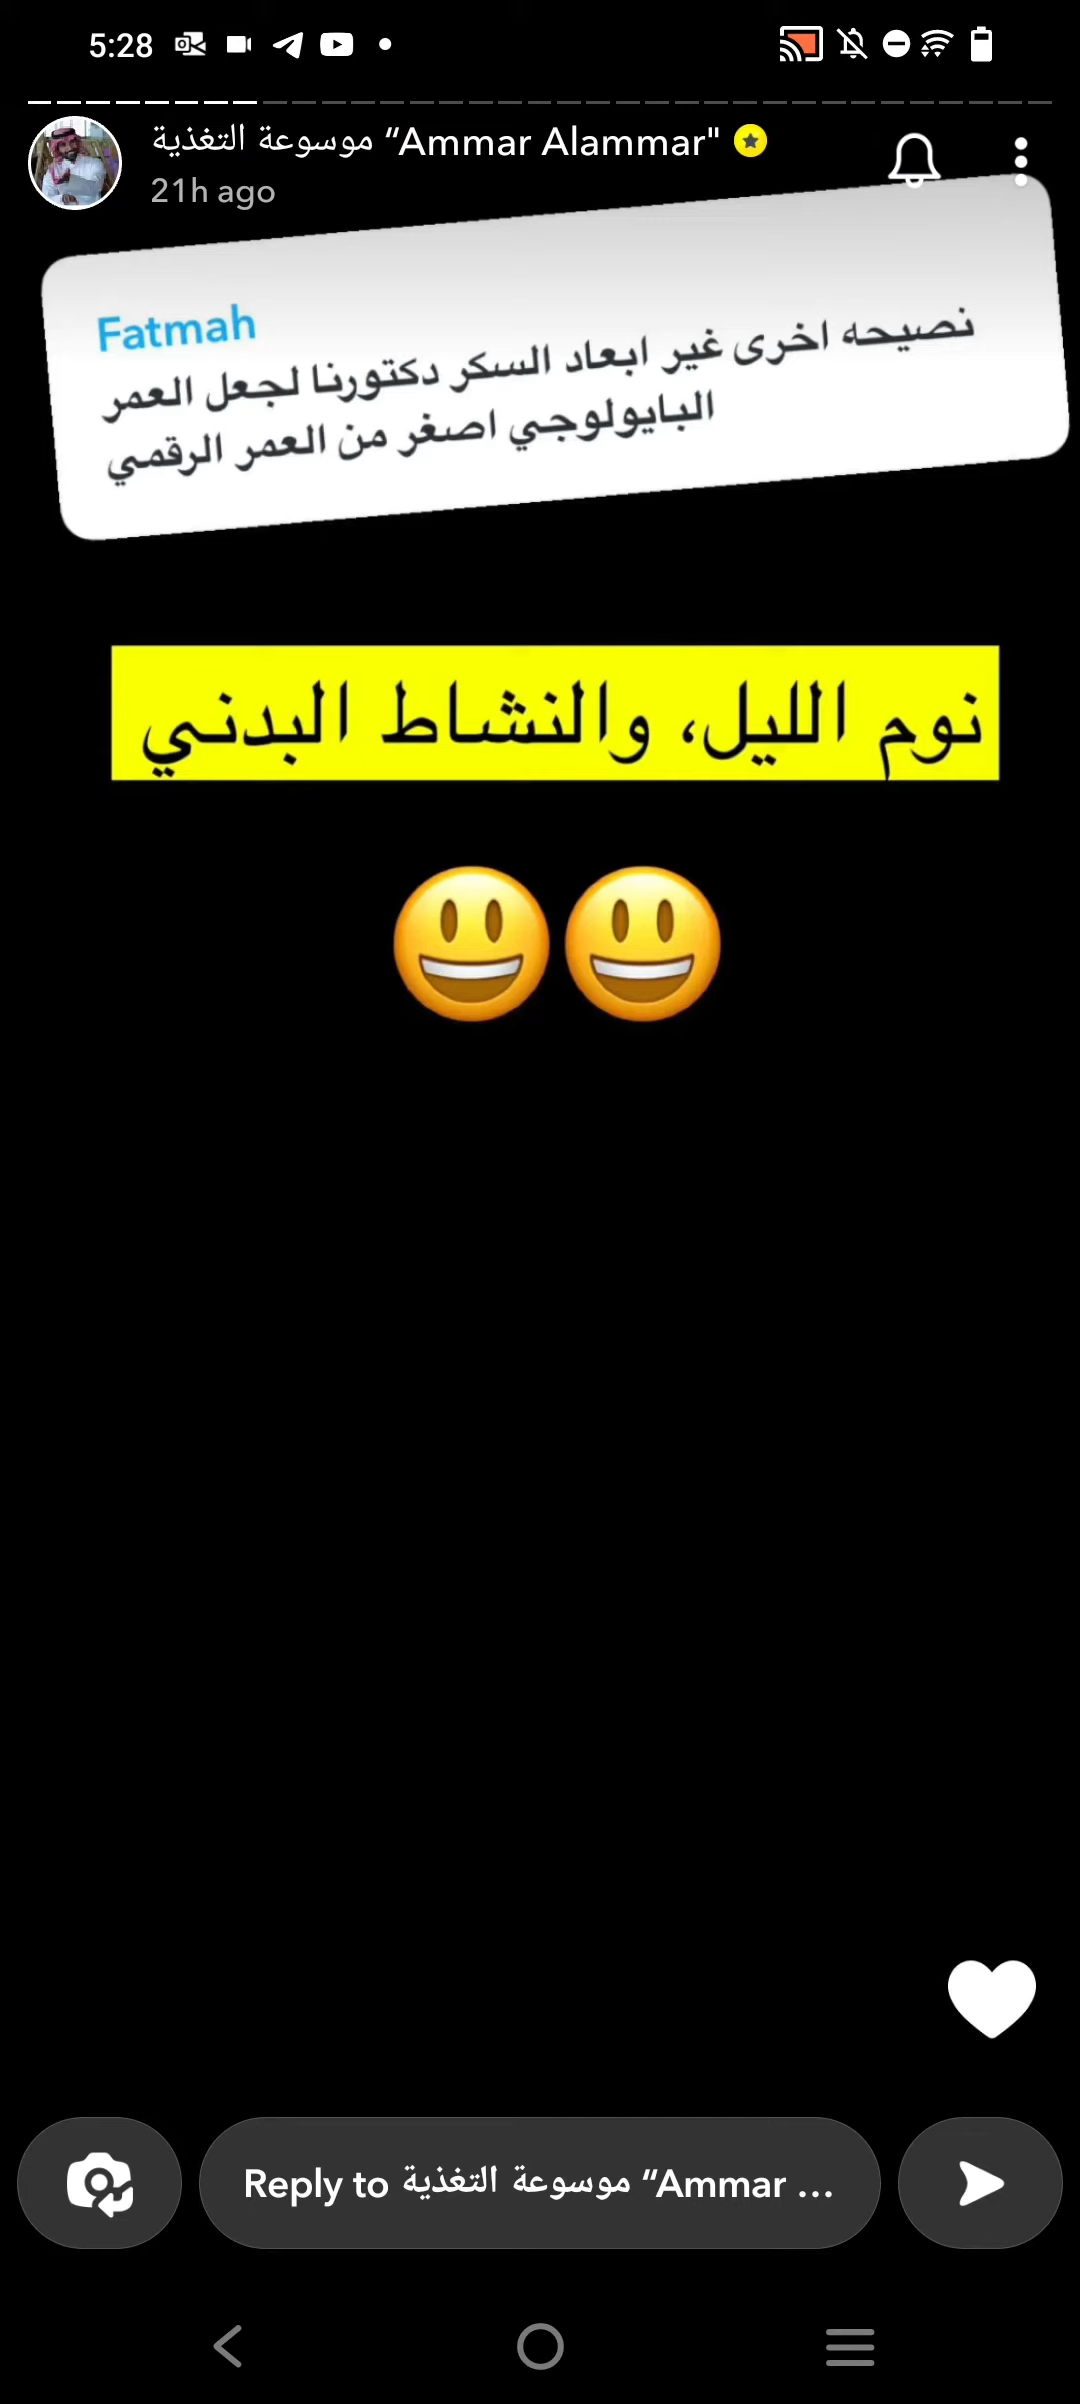 5:28
موسوعة التغذية “Ammar Alammar"
21h ago
Fatmah
نصيحه اخرى غير ابعاد السكر دكتورنا لجعل العمر
البايولوجي اصغر من العمر الرقمي
نوم الليل، والنشاط البدني
Reply to موسوعة التغذية “Ammar ...